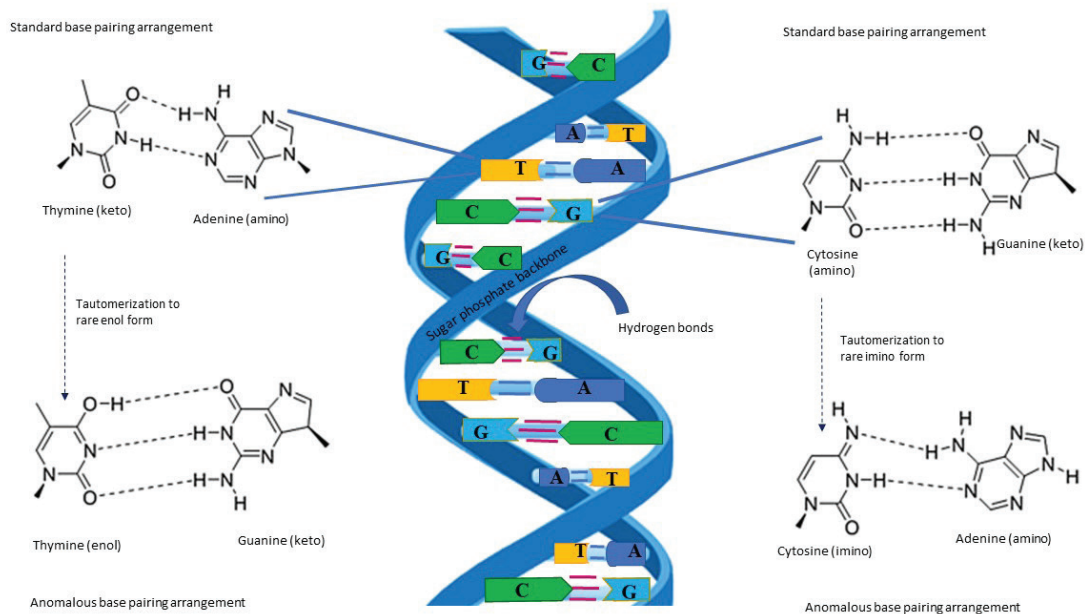 Standard base pairing arrangement
O
H
N-H
N
H
N
N
O
N
N
N
Thymine (keto)
Adenine (amino)
Tautomerization to
rare enol form
O-H
O
N
N
H-N
O
N
N
H-N
H
Thymine (enol)
Guanine (keto)
Anomalous base pairing arrangement
G C
A T
T A
C G
G C
Sugar phosphate backbone
Hydrogen bonds
C G
T A
G C
A T
T A
C G
Standard base pairing arrangement
H
N-H
O
N
N
H-N
N
O
N
H-N
H
Cytosine
(amino)
Guanine (keto)
Tautomerization to
rare imino form
H
N
H
H-N
N
N-H
N
N-H
N
N
O
N
Cytosine (imino)
Adenine (amino)
Anomalous base pairing arrangement